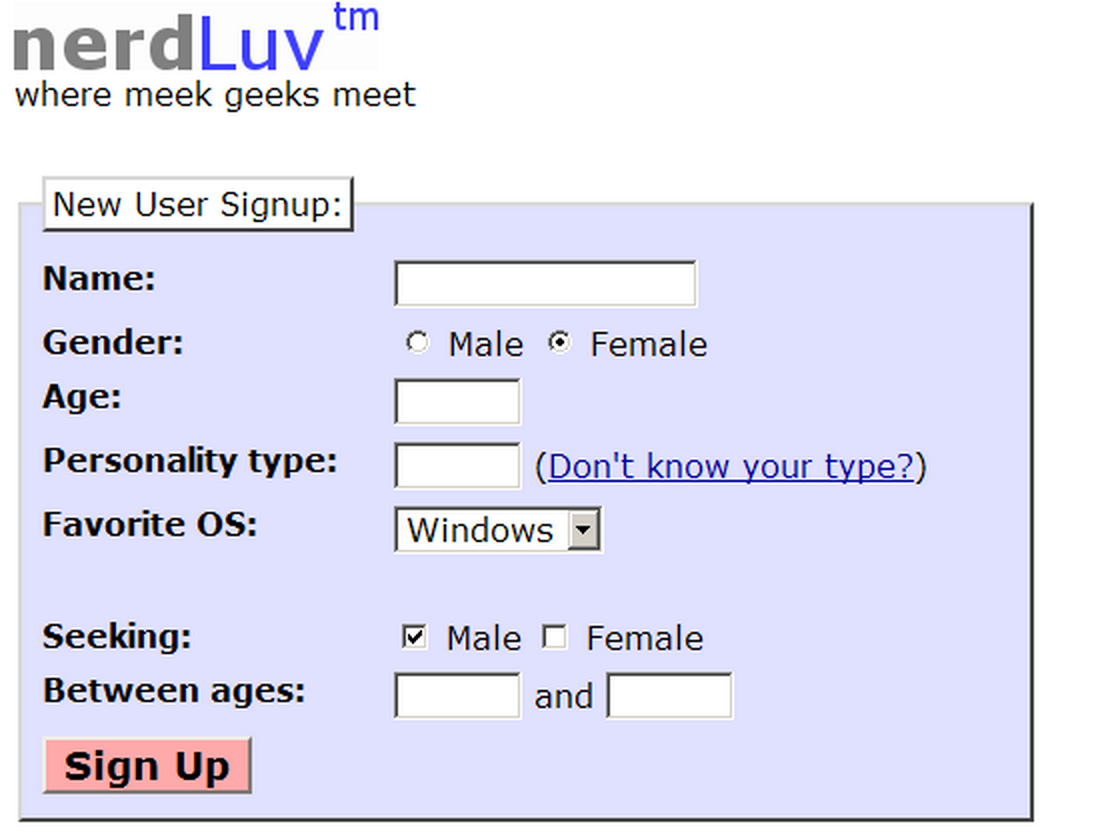 nerdLuv tm
where meek geeks meet
New User Signup:
Name:
Gender: Male Female
Age:
Personality type: (Don't know your type?)
Favorite OS: Windows
Seeking: Male Female
Between ages: and
Sign Up